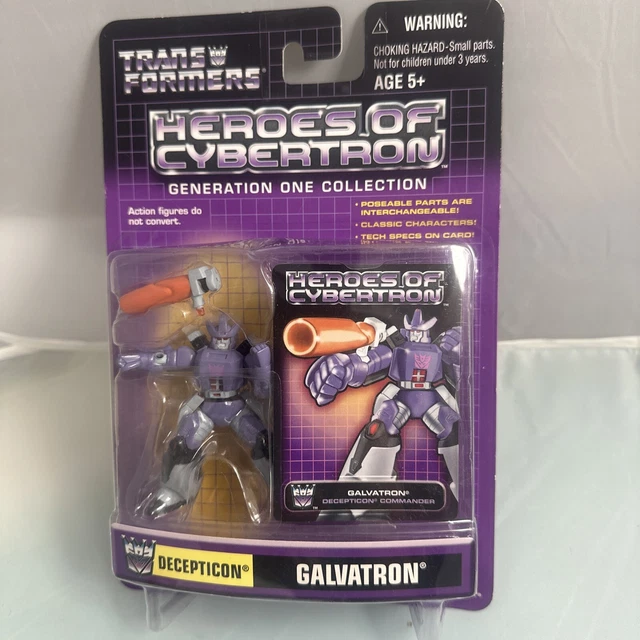 TRANSFORMERS
WARNING:
CHOKING HAZARD-Small parts.
Not for children under 3 years.
AGE 5+
HEROES OF
CYBERTRON™
GENERATION ONE COLLECTION
Action figures do
not convert.
• POSEABLE PARTS ARE
INTERCHANGEABLE!
• CLASSIC CHARACTERS!
• TECH SPECS ON CARD!
HEROES OF
CYBERTRON™
GALVATRON®
DECEPTICON® COMMANDER
DECEPTICON®
GALVATRON®